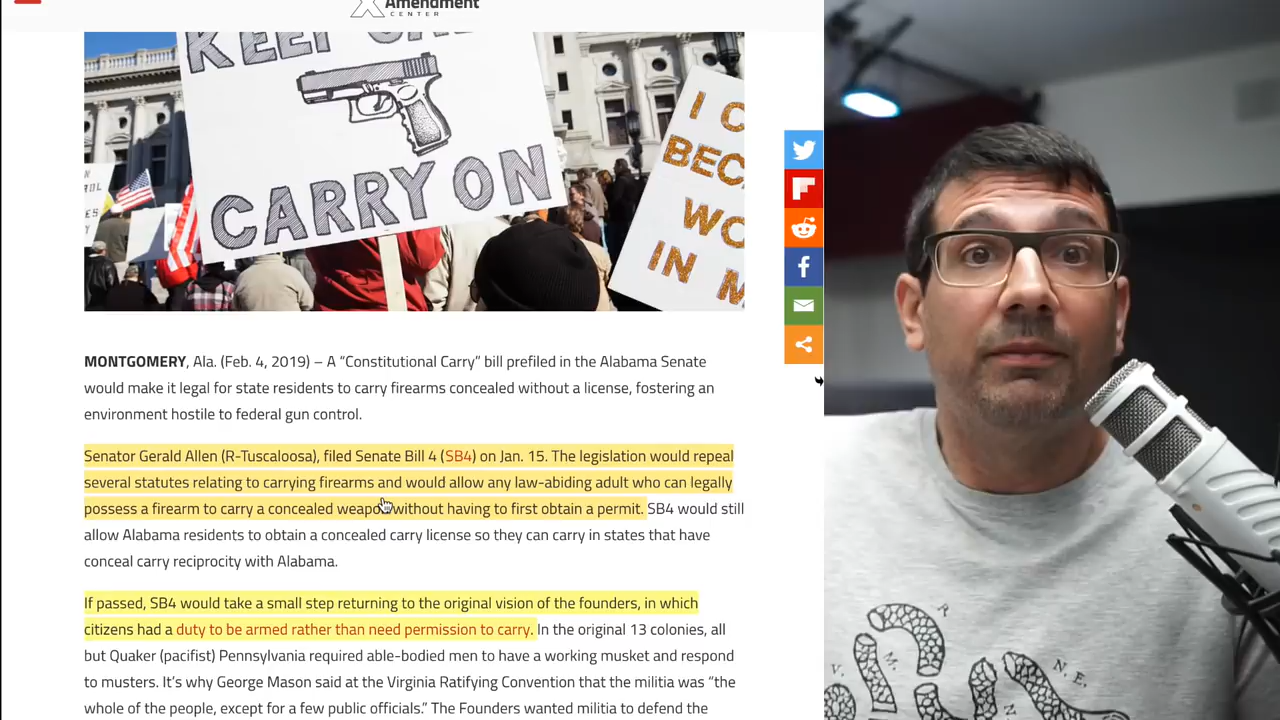 Amendment
CENTER
KEEP
CARRY ON
I C
BEC
WO
IN M
MONTGOMERY, Ala. (Feb. 4, 2019) – A “Constitutional Carry” bill prefiled in the Alabama Senate
would make it legal for state residents to carry firearms concealed without a license, fostering an
environment hostile to federal gun control.
Senator Gerald Allen (R-Tuscaloosa), filed Senate Bill 4 (SB4) on Jan. 15. The legislation would repeal
several statutes relating to carrying firearms and would allow any law-abiding adult who can legally
possess a firearm to carry a concealed weapon without having to first obtain a permit. SB4 would still
allow Alabama residents to obtain a concealed carry license so they can carry in states that have
conceal carry reciprocity with Alabama.
If passed, SB4 would take a small step returning to the original vision of the founders, in which
citizens had a duty to be armed rather than need permission to carry. In the original 13 colonies, all
but Quaker (pacifist) Pennsylvania required able-bodied men to have a working musket and respond
to musters. It’s why George Mason said at the Virginia Ratifying Convention that the militia was “the
whole of the people, except for a few public officials.” The Founders wanted militia to defend the
R.
V.
M.
N.E.